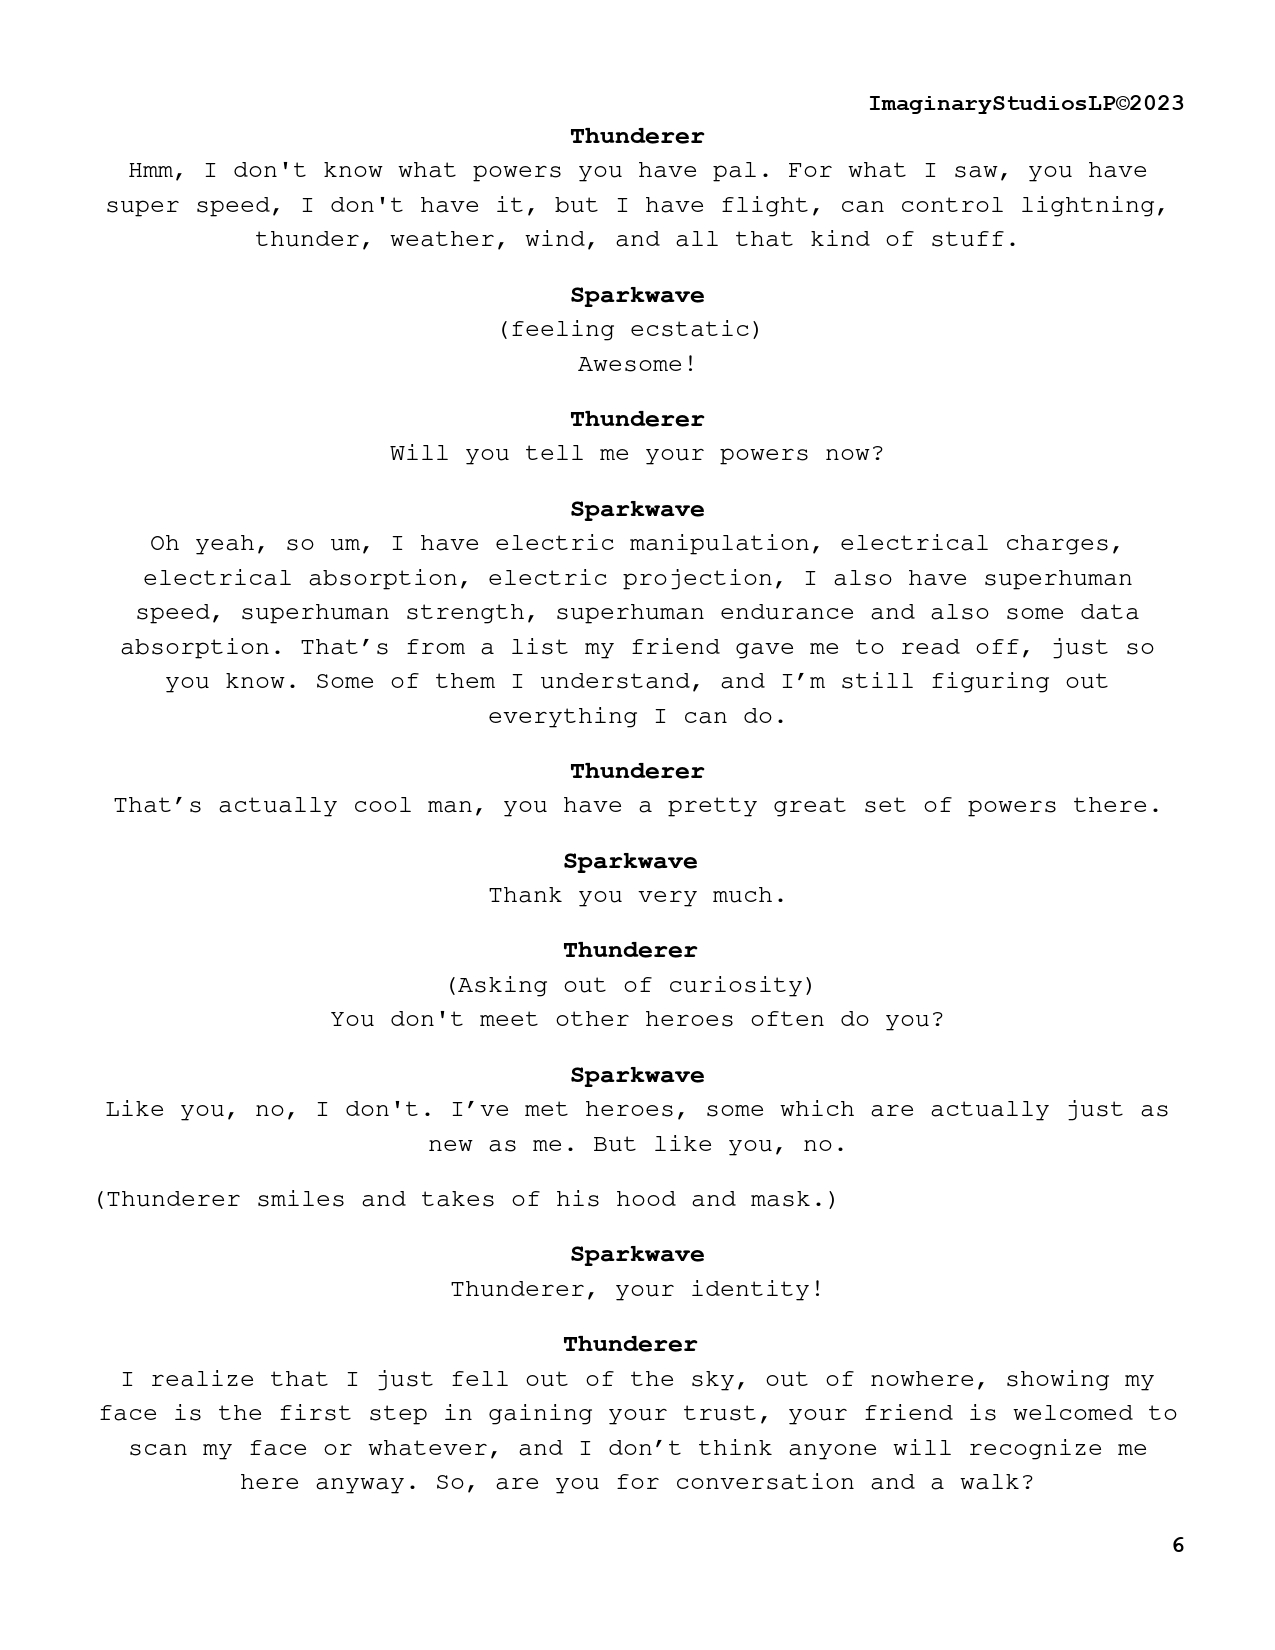 ImaginaryStudiosLP©2023
Thunderer
Hmm, I don't know what powers you have pal. For what I saw, you have
super speed, I don't have it, but I have flight, can control lightning,
thunder, weather, wind, and all that kind of stuff.
Sparkwave
(feeling ecstatic)
Awesome!
Thunderer
Will you tell me your powers now?
Sparkwave
Oh yeah, so um, I have electric manipulation, electrical charges,
electrical absorption, electric projection, I also have superhuman
speed, superhuman strength, superhuman endurance and also some data
absorption. That’s from a list my friend gave me to read off, just so
you know. Some of them I understand, and I’m still figuring out
everything I can do.
Thunderer
That’s actually cool man, you have a pretty great set of powers there.
Sparkwave
Thank you very much.
Thunderer
(Asking out of curiosity)
You don't meet other heroes often do you?
Sparkwave
Like you, no, I don't. I’ve met heroes, some which are actually just as
new as me. But like you, no.
(Thunderer smiles and takes of his hood and mask.)
Sparkwave
Thunderer, your identity!
Thunderer
I realize that I just fell out of the sky, out of nowhere, showing my
face is the first step in gaining your trust, your friend is welcomed to
scan my face or whatever, and I don’t think anyone will recognize me
here anyway. So, are you for conversation and a walk?
6